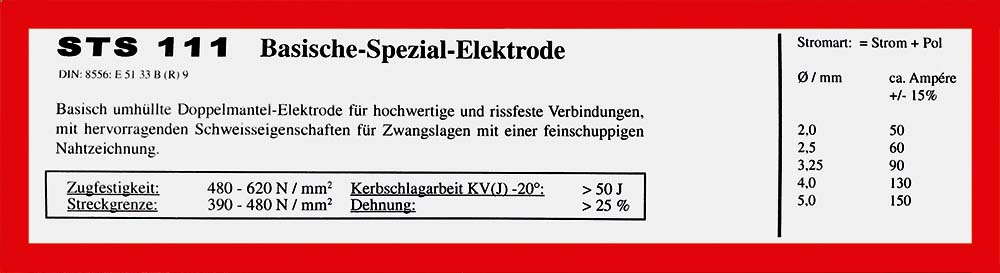 STS 111 Basische-Spezial-Elektrode
DIN: 8556: E 51 33 B (R) 9
Basisch umhüllte Doppelmantel-Elektrode für hochwertige und rissfeste Verbindungen,
mit hervorragenden Schweisseigenschaften für Zwangslagen mit einer feinschuppigen
Nahtzeichnung.
Zugfestigkeit: 480 - 620 N / mm² Kerbschlagarbeit KV(J) -20°: > 50 J
Streckgrenze: 390 - 480 N / mm² Dehnung: > 25 %
Stromart: = Strom + Pol
Ø / mm ca. Ampére
+/- 15%
2,0 50
2,5 60
3,25 90
4,0 130
5,0 150